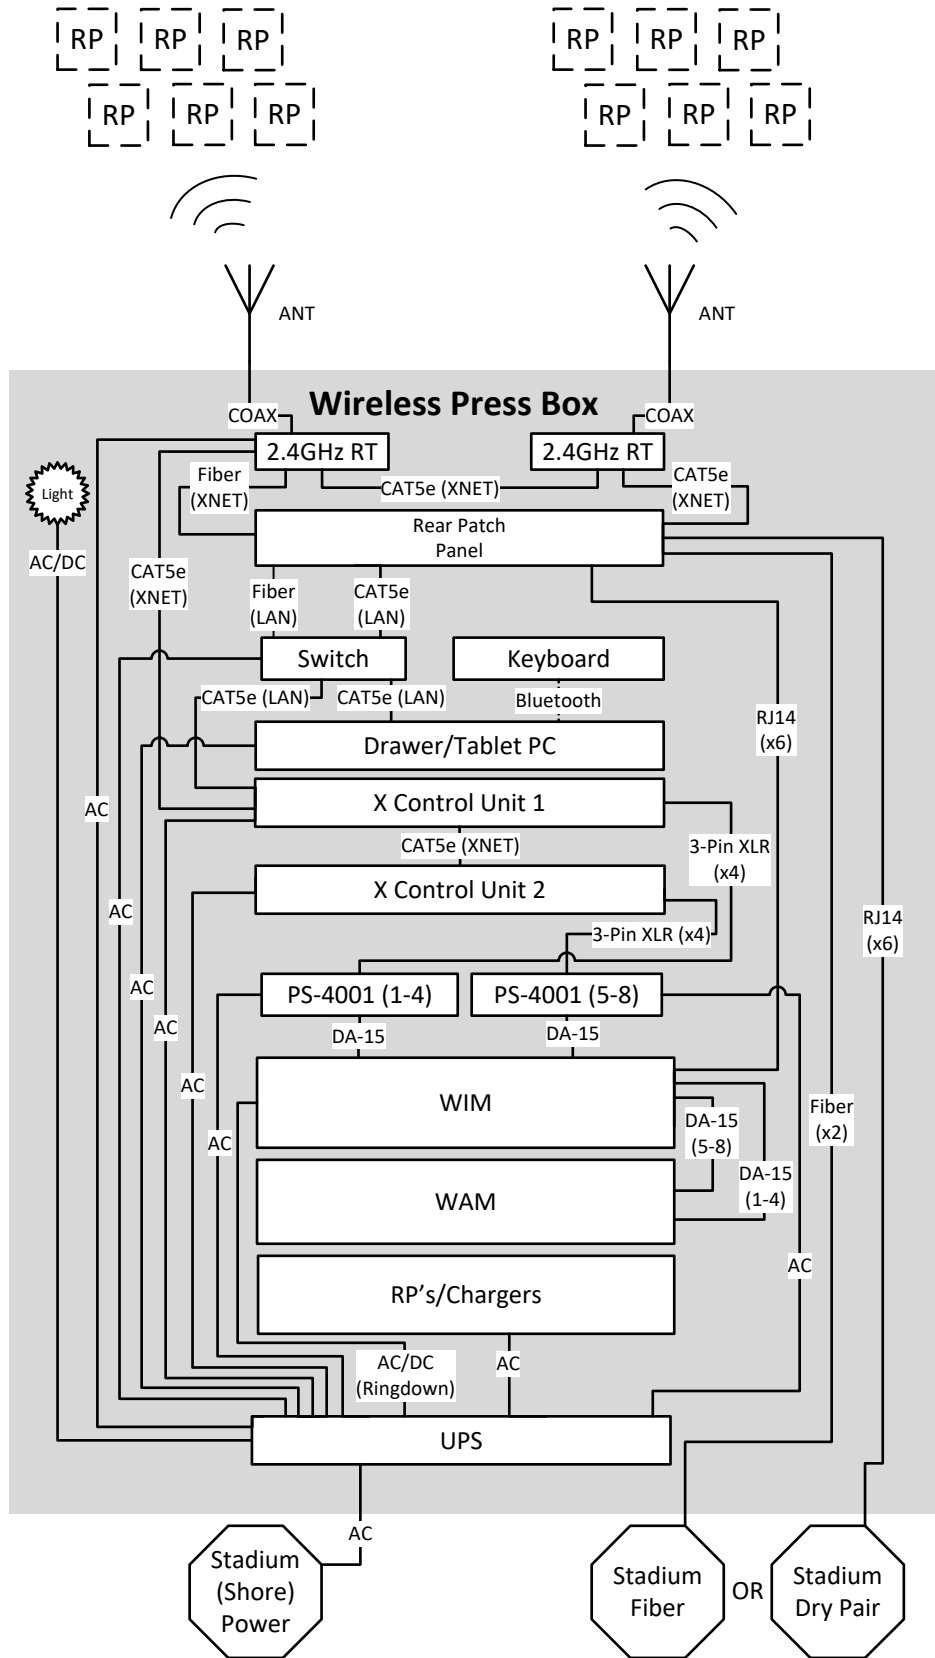 RP
RP
RP
RP
RP
RP
RP
RP
RP
RP
RP
RP
ANT
ANT
Wireless Press Box
COAX
COAX
2.4GHz RT
2.4GHz RT
Light
Fiber
(XNET)
CAT5e (XNET)
CAT5e
(XNET)
Rear Patch
Panel
AC/DC
CAT5e
(XNET)
Fiber
(LAN)
CAT5e
(LAN)
Switch
Keyboard
CAT5e (LAN)
CAT5e (LAN)
Bluetooth
RJ14
(x6)
Drawer/Tablet PC
X Control Unit 1
AC
CAT5e (XNET)
3-Pin XLR
(x4)
X Control Unit 2
AC
RJ14
(x6)
3-Pin XLR (x4)
AC
PS-4001 (1-4)
PS-4001 (5-8)
AC
DA-15
DA-15
AC
WIM
Fiber
(x2)
DA-15
(5-8)
AC
DA-15
(1-4)
WAM
AC
RP's/Chargers
AC/DC
(Ringdown)
AC
UPS
AC
Stadium
(Shore)
Power
Stadium
Fiber
OR
Stadium
Dry Pair